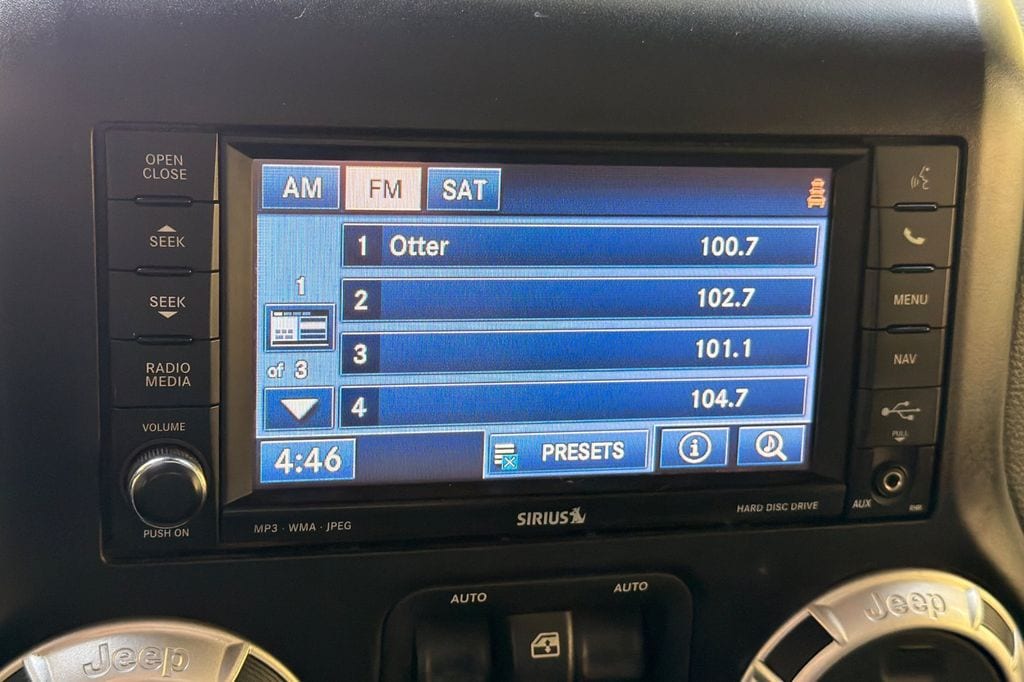 OPEN
CLOSE
SEEK
SEEK
RADIO
MEDIA
VOLUME
PUSH ON
AM FM SAT
1 Otter 100.7
2 102.7
3 101.1
4 104.7
1
of 3
4:46 PRESETS i
MENU
NAV
PULL
AUX
RHR
MP3 · WMA · JPEG
SIRIUS
HARD DISC DRIVE
AUTO
AUTO
Jeep
Jeep